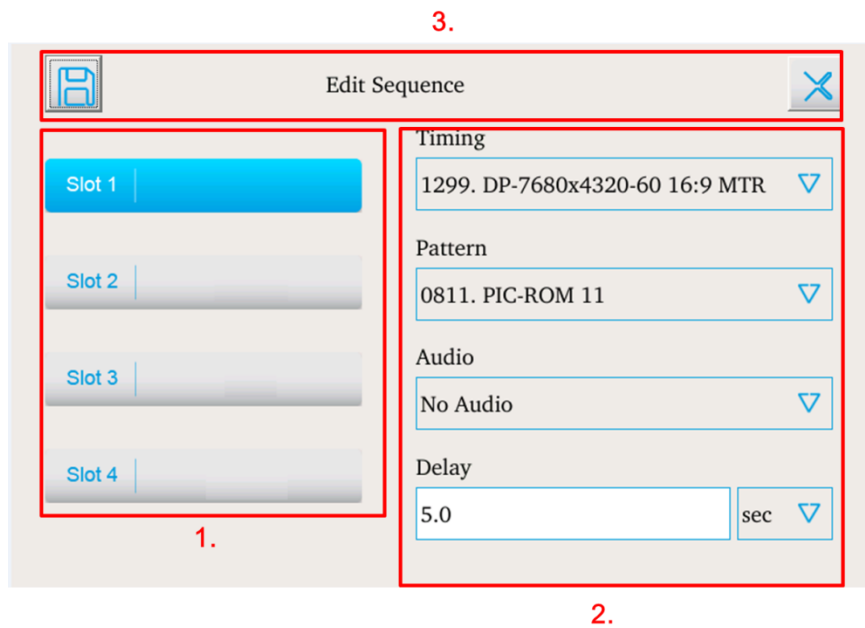 3.
Edit Sequence
Slot 1
Slot 2
Slot 3
Slot 4
1.
Timing
1299. DP-7680x4320-60 16:9 MTR
Pattern
0811. PIC-ROM 11
Audio
No Audio
Delay
5.0 sec
2.